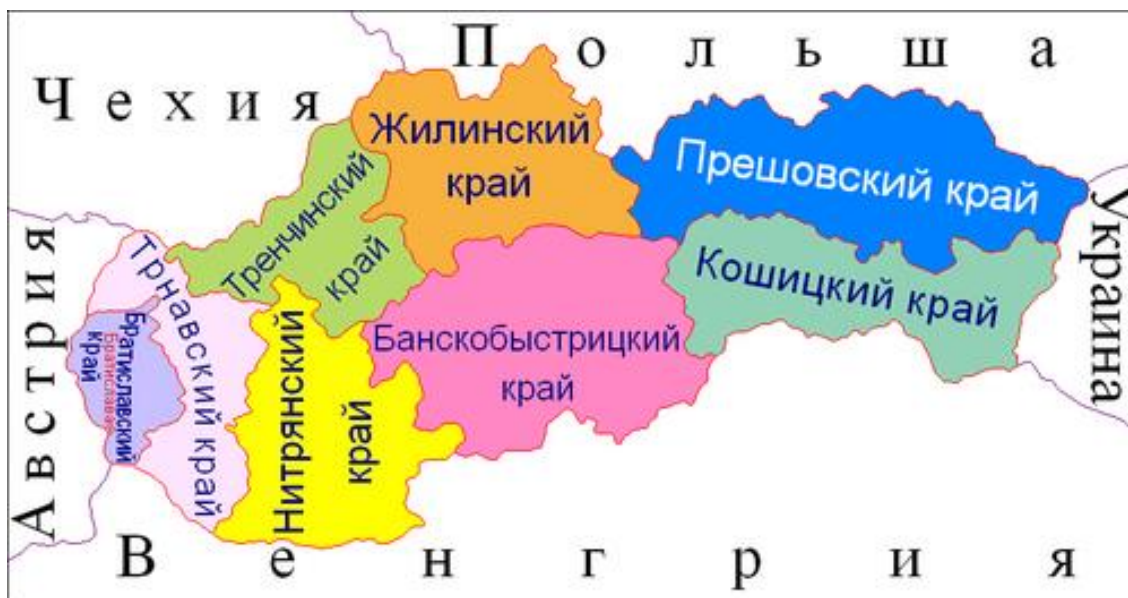 Польша
Чехия
Жилинский
край
Прешовский край
Украина
Тренчинский
край
Кошицкий край
Австрия
Трнавский край
Братиславский
Братислава
край
Нитрянский
край
Банскобыстрицкий
край
Венгрия